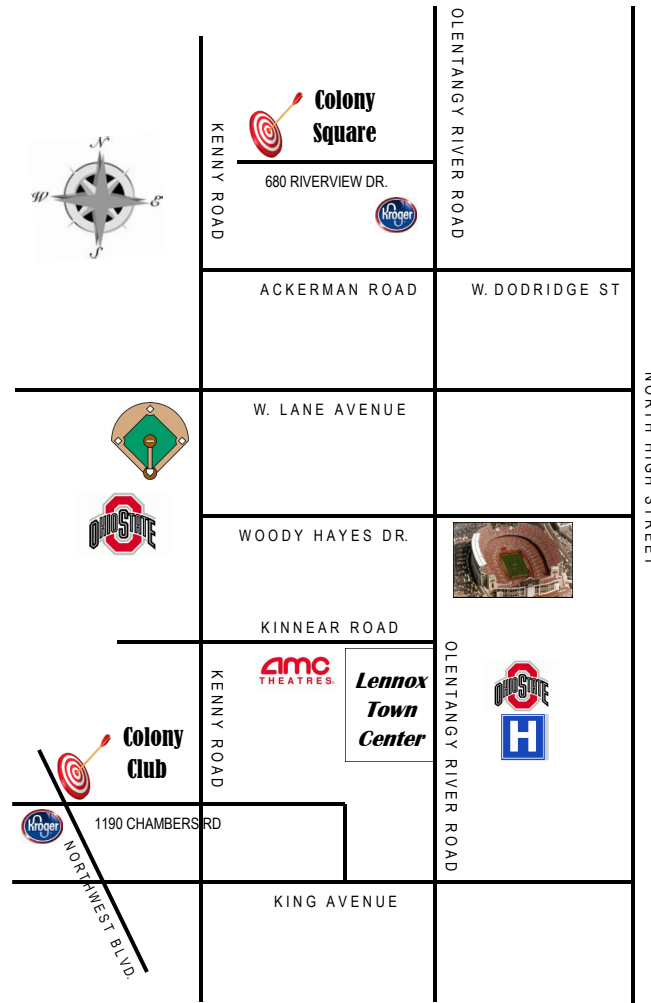 OLENTANGY RIVER ROAD
Colony
Square
KENNY ROAD
N
W
E
S
680 RIVERVIEW DR.
Kroger
ACKERMAN ROAD
W. DODRIDGE ST
NORTH HIGH STREET
W. LANE AVENUE
OHIO STATE
WOODY HAYES DR.
KINNEAR ROAD
amc
THEATRES
Lennox
Town
Center
KENNY ROAD
OLENTANGY RIVER ROAD
OHIO STATE
H
Colony
Club
Kroger
1190 CHAMBERS RD
NORTHWEST BLVD.
KING AVENUE